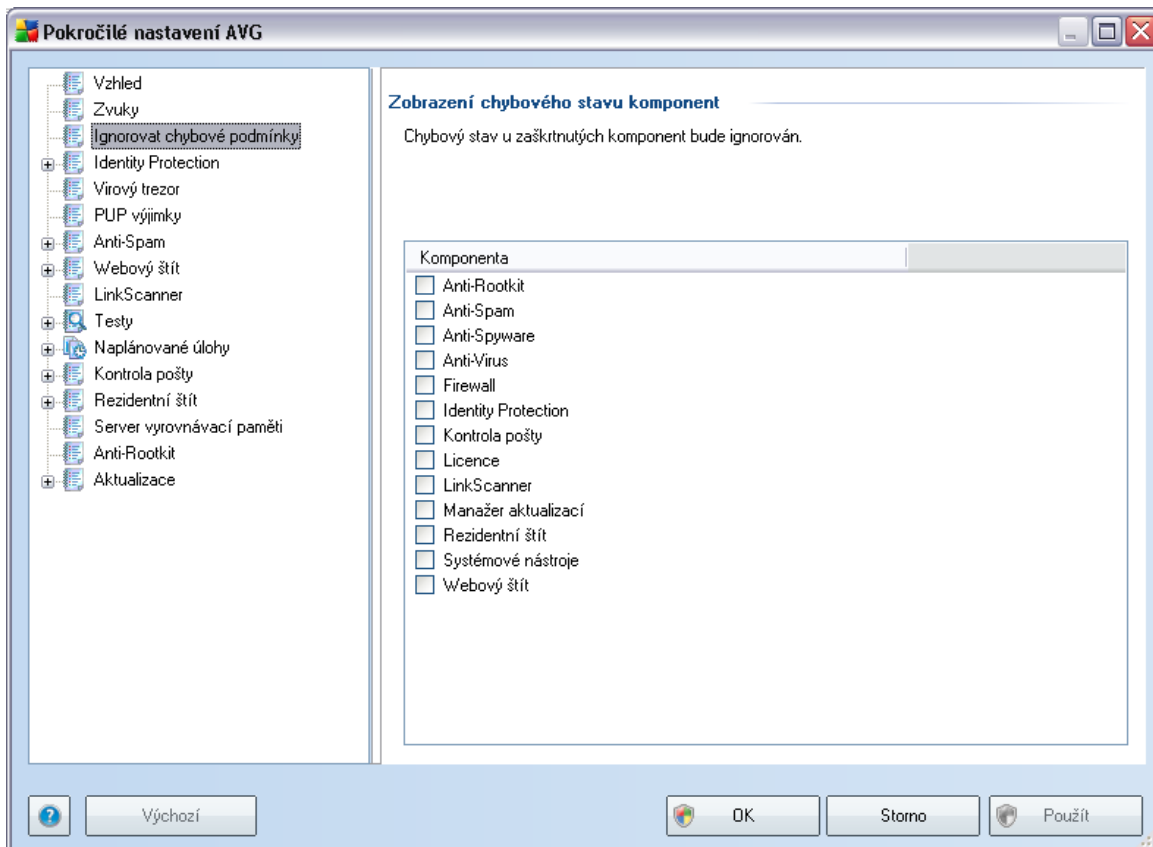 Pokročilé nastavení AVG
Vzhled
Zvuky
Ignorovat chybové podmínky
Identity Protection
Virový trezor
PUP výjimky
Anti-Spam
Webový štít
LinkScanner
Testy
Naplánované úlohy
Kontrola pošty
Rezidentní štít
Server vyrovnávací paměti
Anti-Rootkit
Aktualizace
Zobrazení chybového stavu komponent
Chybový stav u zaškrtnutých komponent bude ignorován.
Komponenta
Anti-Rootkit
Anti-Spam
Anti-Spyware
Anti-Virus
Firewall
Identity Protection
Kontrola pošty
Licence
LinkScanner
Manažer aktualizací
Rezidentní štít
Systémové nástroje
Webový štít
Výchozí
OK
Storno
Použít